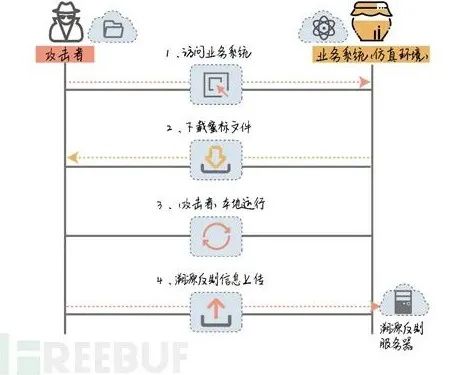 攻击者
业务系统(仿真环境)
1、访问业务系统
2、下载蜜标文件
3、(攻击者)本地运行
4、溯源反制信息上传
溯源反制
服务器
FREEBUF